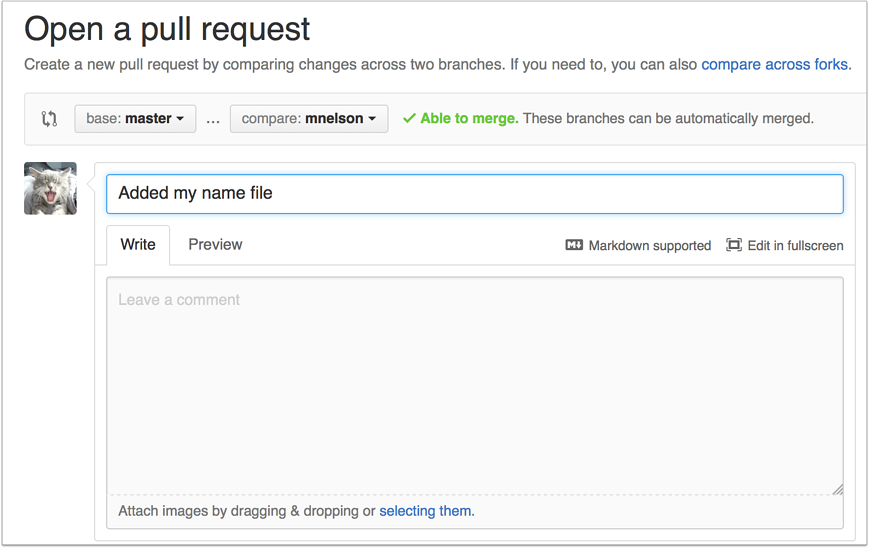 Open a pull request
Create a new pull request by comparing changes across two branches. If you need to, you can also compare across forks.
base: master ... compare: mnelson Able to merge. These branches can be automatically merged.
Added my name file
Write Preview Markdown supported Edit in fullscreen
Leave a comment
Attach images by dragging & dropping or selecting them.